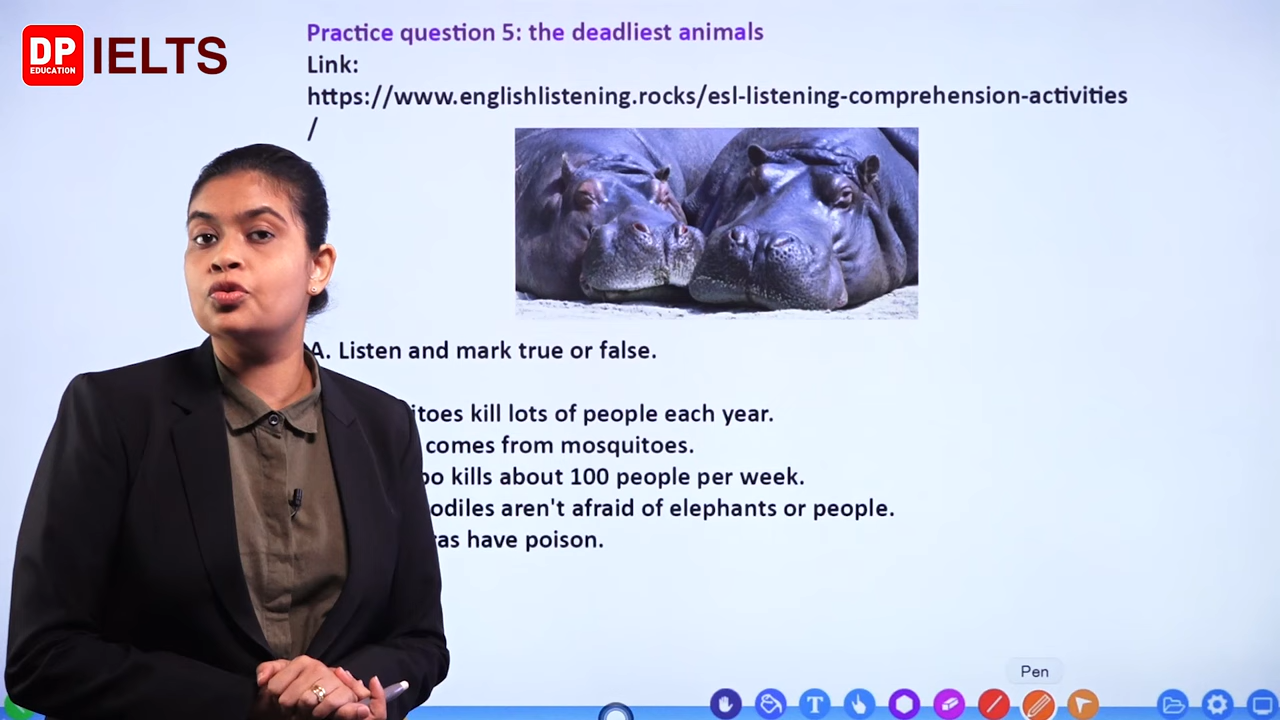 DP
EDUCATION
IELTS
Practice question 5: the deadliest animals
Link:
https://www.englishlistening.rocks/esl-listening-comprehension-activities
/
A. Listen and mark true or false.
itoes kill lots of people each year.
comes from mosquitoes.
po kills about 100 people per week.
odiles aren't afraid of elephants or people.
ras have poison.
Pen
T